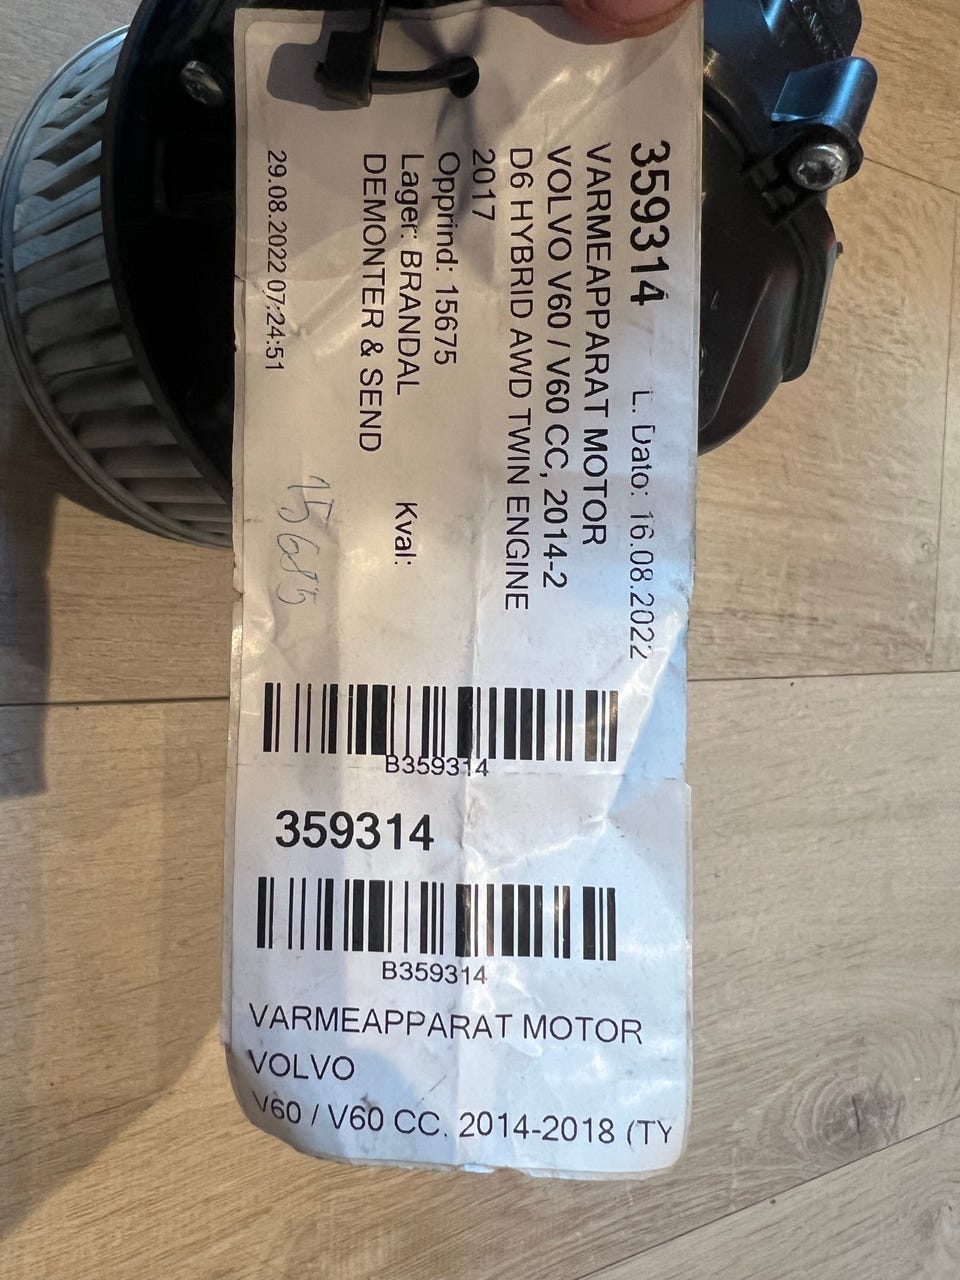 359314 L. Dato: 16.08.2022
VARMEAPPARAT MOTOR
VOLVO V60 / V60 CC, 2014-2
D6 HYBRID AWD TWIN ENGINE
2017
Opprind: 15675
Lager: BRANDAL Kval:
DEMONTER & SEND
29.08.2022 07:24:51
B359314
359314
B359314
VARMEAPPARAT MOTOR
VOLVO
V60 / V60 CC, 2014-2018 (TY